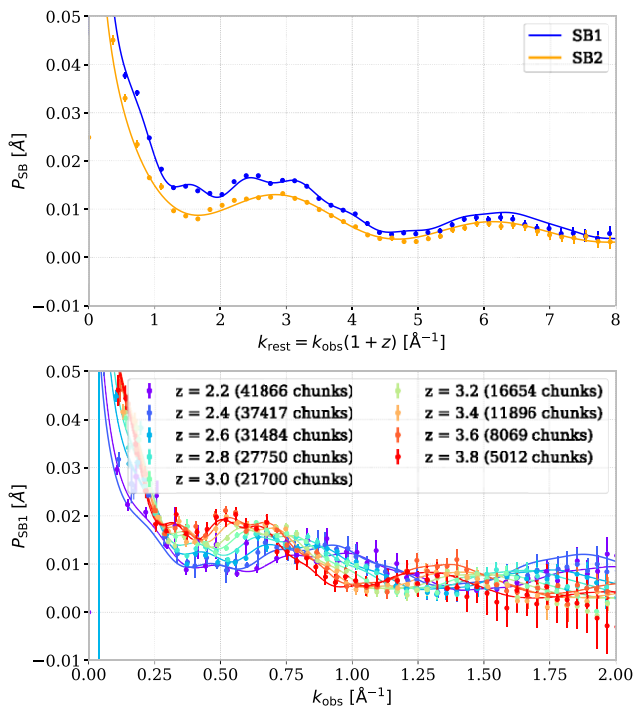 0.05
0.04
0.03
0.02
0.01
0.00
−0.01
P_SB [Å]
SB1
SB2
0 1 2 3 4 5 6 7 8
k_rest = k_obs(1 + z) [Å⁻¹]
0.05
0.04
0.03
0.02
0.01
0.00
−0.01
P_SB1 [Å]
z = 2.2 (41866 chunks)
z = 2.4 (37417 chunks)
z = 2.6 (31484 chunks)
z = 2.8 (27750 chunks)
z = 3.0 (21700 chunks)
z = 3.2 (16654 chunks)
z = 3.4 (11896 chunks)
z = 3.6 (8069 chunks)
z = 3.8 (5012 chunks)
0.00 0.25 0.50 0.75 1.00 1.25 1.50 1.75 2.00
k_obs [Å⁻¹]